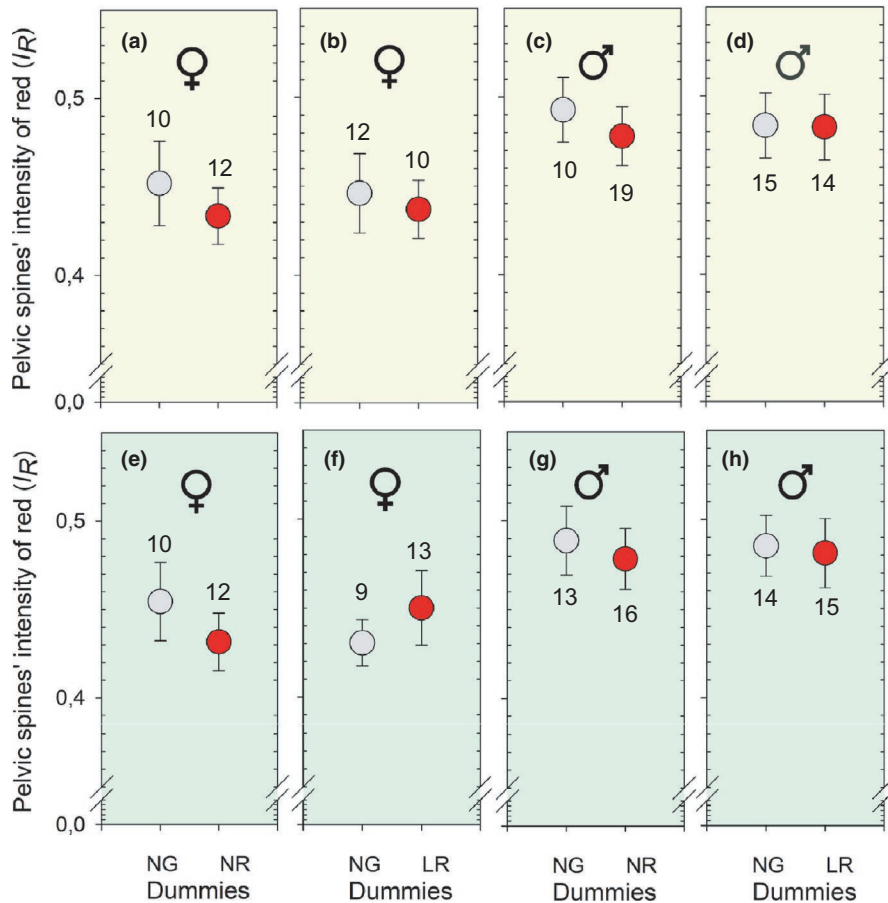 Pelvic spines' intensity of red (IR)
(a) ♀ (b) ♀ (c) ♂ (d) ♂
0,5
10 12 12 10 10 19 15 14
0,4
0,0
Pelvic spines' intensity of red (IR)
(e) ♀ (f) ♀ (g) ♂ (h) ♂
0,5
10 12 9 13 13 16 14 15
0,4
0,0
NG NR NG LR NG NR NG LR
Dummies Dummies Dummies Dummies